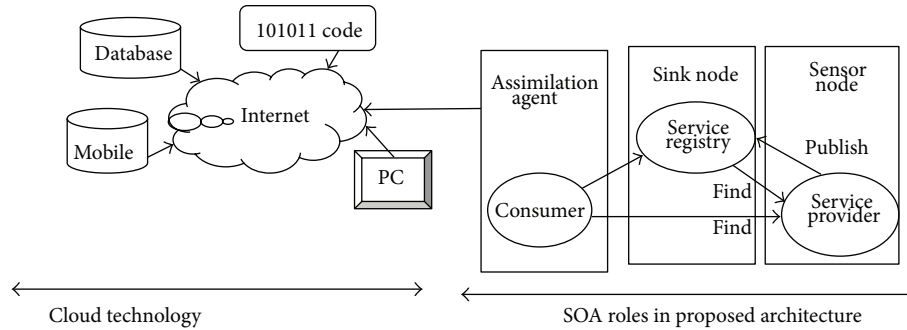 101011 code
Database
Internet
Mobile
PC
Assimilation
agent
Sink node
Sensor
node
Service
registry
Publish
Find
Consumer
Service
provider
Find
Cloud technology
SOA roles in proposed architecture